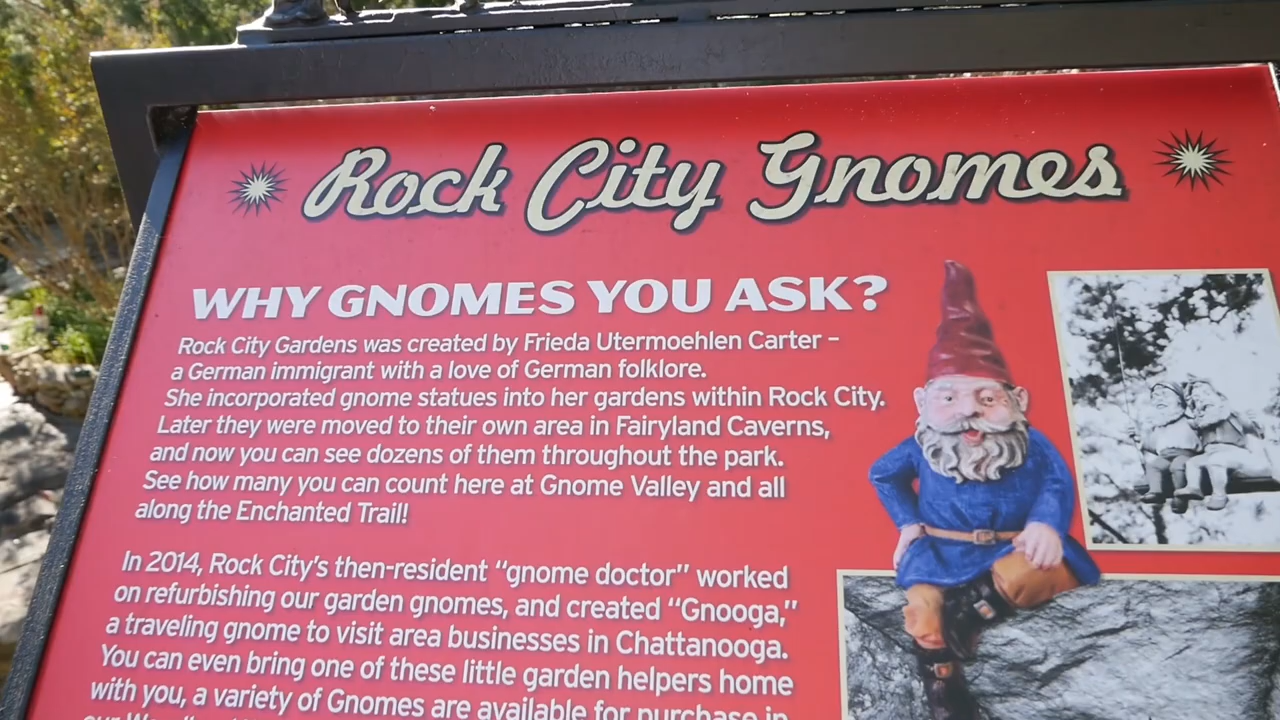 Rock City Gnomes
WHY GNOMES YOU ASK?
Rock City Gardens was created by Frieda Utermoehlen Carter –
a German immigrant with a love of German folklore.
She incorporated gnome statues into her gardens within Rock City.
Later they were moved to their own area in Fairyland Caverns,
and now you can see dozens of them throughout the park.
See how many you can count here at Gnome Valley and all
along the Enchanted Trail!
In 2014, Rock City's then-resident “gnome doctor” worked
on refurbishing our garden gnomes, and created “Gnooga,”
a traveling gnome to visit area businesses in Chattanooga.
You can even bring one of these little garden helpers home
with you, a variety of Gnomes are available for purchase in